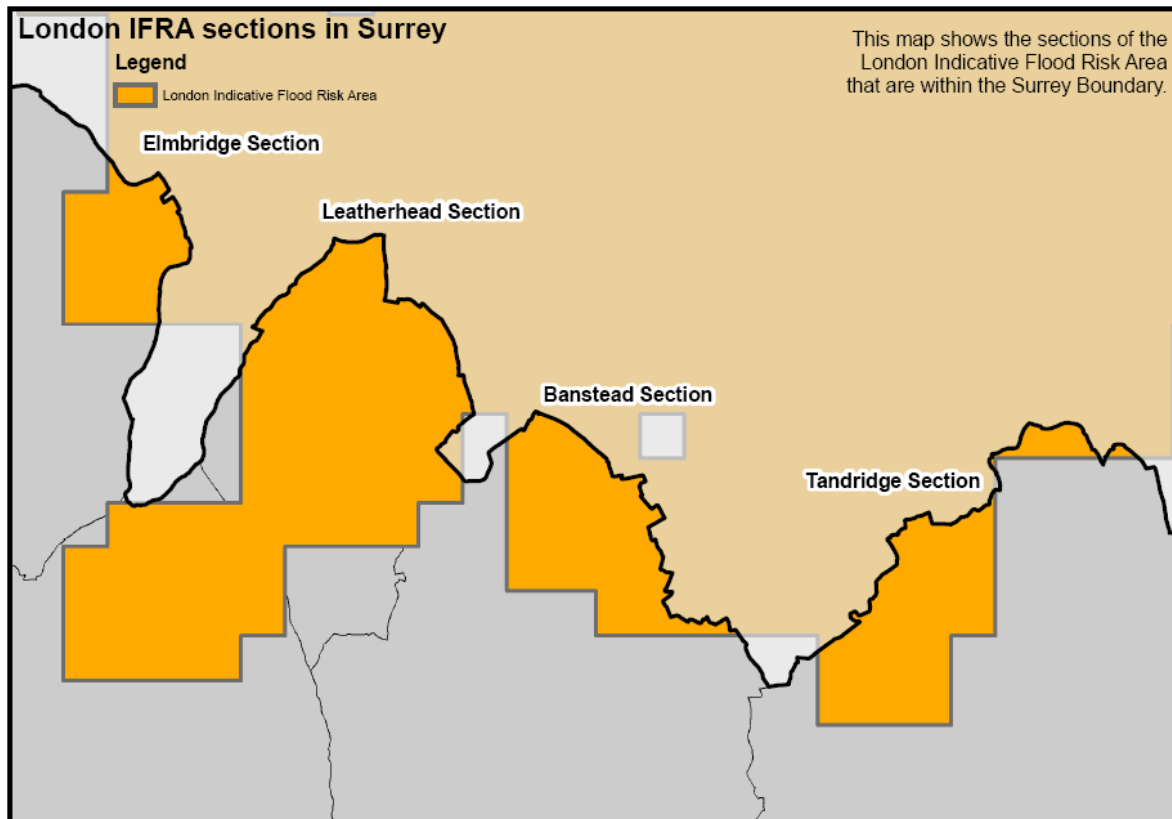 London IFRA sections in Surrey
Legend
London Indicative Flood Risk Area
This map shows the sections of the
London Indicative Flood Risk Area
that are within the Surrey Boundary.
Elmbridge Section
Leatherhead Section
Banstead Section
Tandridge Section